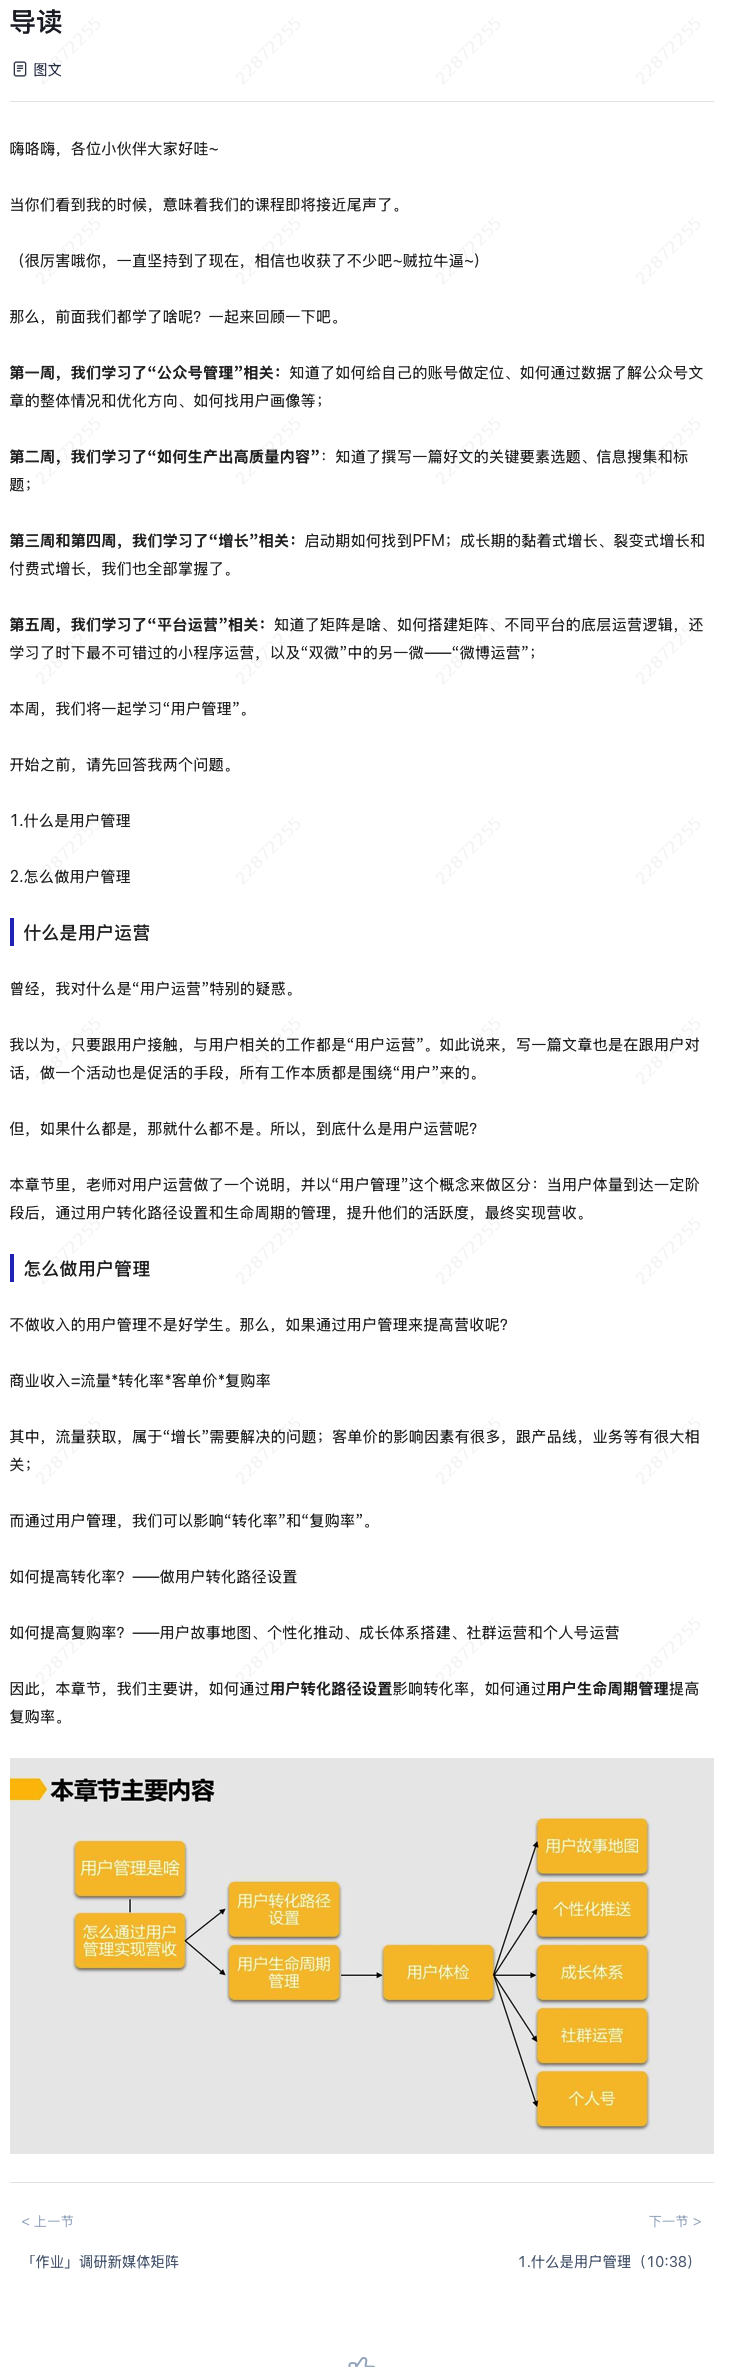 导读
图文
嗨咯嗨，各位小伙伴大家好哇~
当你们看到我的时候，意味着我们的课程即将接近尾声了。
（很厉害哦你，一直坚持到了现在，相信也收获了不少吧~贼拉牛逼~）
那么，前面我们都学了啥呢？一起来回顾一下吧。
第一周，我们学习了“公众号管理”相关：知道了如何给自己的账号做定位、如何通过数据了解公众号文
章的整体情况和优化方向、如何找用户画像等；
第二周，我们学习了“如何生产出高质量内容”：知道了撰写一篇好文的关键要素选题、信息搜集和标
题；
第三周和第四周，我们学习了“增长”相关：启动期如何找到PFM；成长期的黏着式增长、裂变式增长和
付费式增长，我们也全部掌握了。
第五周，我们学习了“平台运营”相关：知道了矩阵是啥、如何搭建矩阵、不同平台的底层运营逻辑，还
学习了时下最不可错过的小程序运营，以及“双微”中的另一微——“微博运营”；
本周，我们将一起学习“用户管理”。
开始之前，请先回答我两个问题。
1.什么是用户管理
2.怎么做用户管理
什么是用户运营
曾经，我对什么是“用户运营”特别的疑惑。
我以为，只要跟用户接触，与用户相关的工作都是“用户运营”。如此说来，写一篇文章也是在跟用户对
话，做一个活动也是促活的手段，所有工作本质都是围绕“用户”来的。
但，如果什么都是，那就什么都不是。所以，到底什么是用户运营呢？
本章节里，老师对用户运营做了一个说明，并以“用户管理”这个概念来做区分：当用户体量到达一定阶
段后，通过用户转化路径设置和生命周期的管理，提升他们的活跃度，最终实现营收。
怎么做用户管理
不做收入的用户管理不是好学生。那么，如果通过用户管理来提高营收呢？
商业收入=流量*转化率*客单价*复购率
其中，流量获取，属于“增长”需要解决的问题；客单价的影响因素有很多，跟产品线，业务等有很大相
关；
而通过用户管理，我们可以影响“转化率”和“复购率”。
如何提高转化率？——做用户转化路径设置
如何提高复购率？——用户故事地图、个性化推动、成长体系搭建、社群运营和个人号运营
因此，本章节，我们主要讲，如何通过用户转化路径设置影响转化率，如何通过用户生命周期管理提高
复购率。
本章节主要内容
用户管理是啥
怎么通过用户
管理实现营收
用户转化路径
设置
用户生命周期
管理
用户体检
用户故事地图
个性化推送
成长体系
社群运营
个人号
< 上一节
下一节 >
「作业」调研新媒体矩阵
1.什么是用户管理（10:38）
22872255